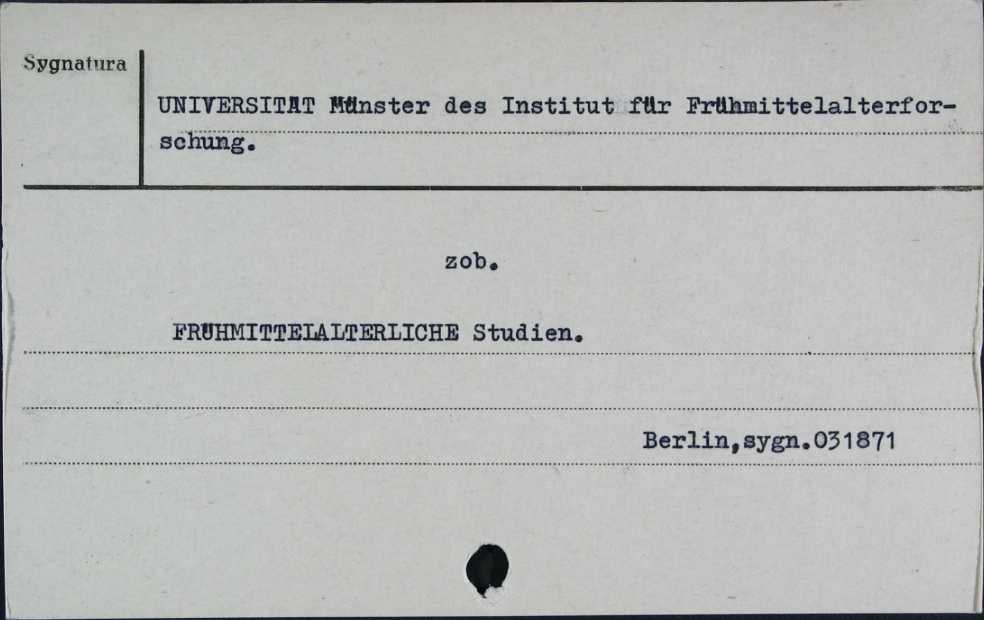 Sygnatura
UNIVERSITÄT Münster des Institut für Frühmittelalterfor-
schung.
zob.
FRÜHMITTELALTERLICHE Studien.
Berlin,sygn.031871